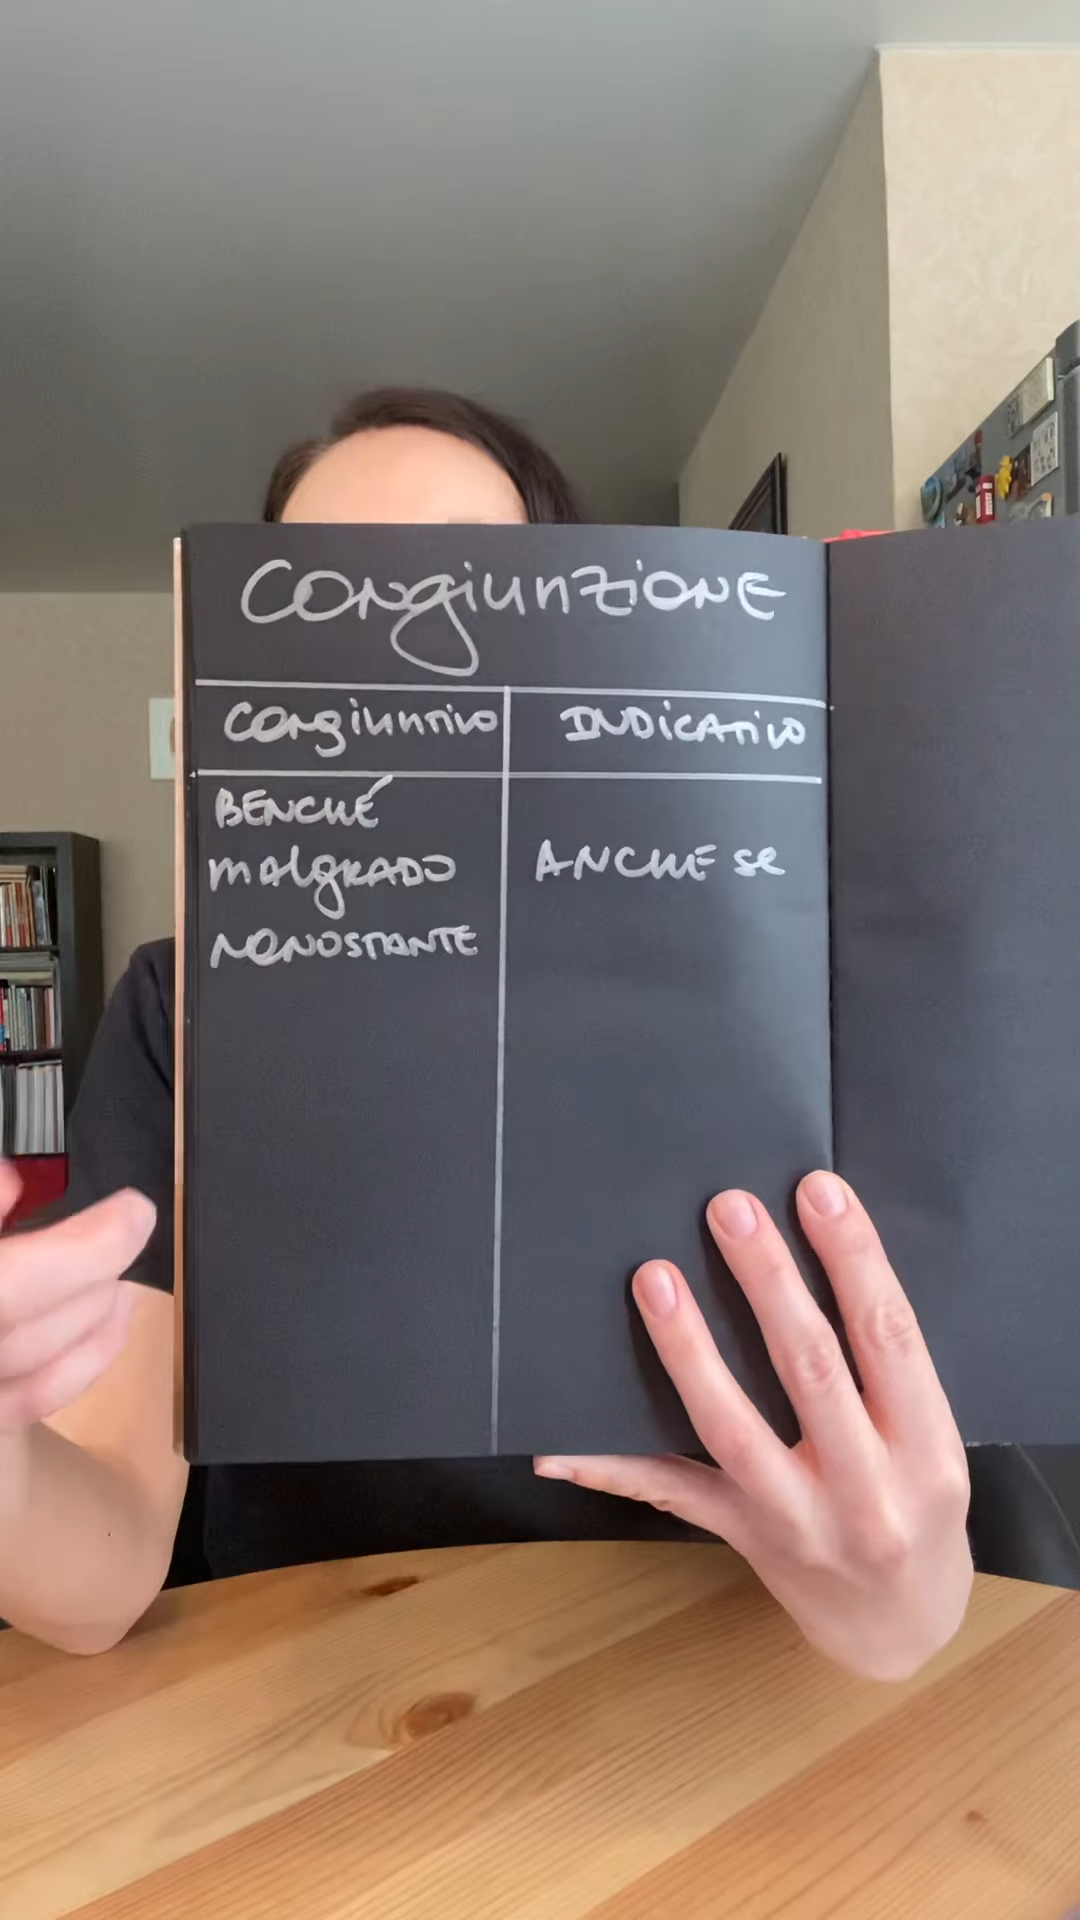 CONgiunZiONE
CONgiuntivo INDiCAtivO
BENCHÉ
MAlgRADO ANCHE se
NONOSTANTE